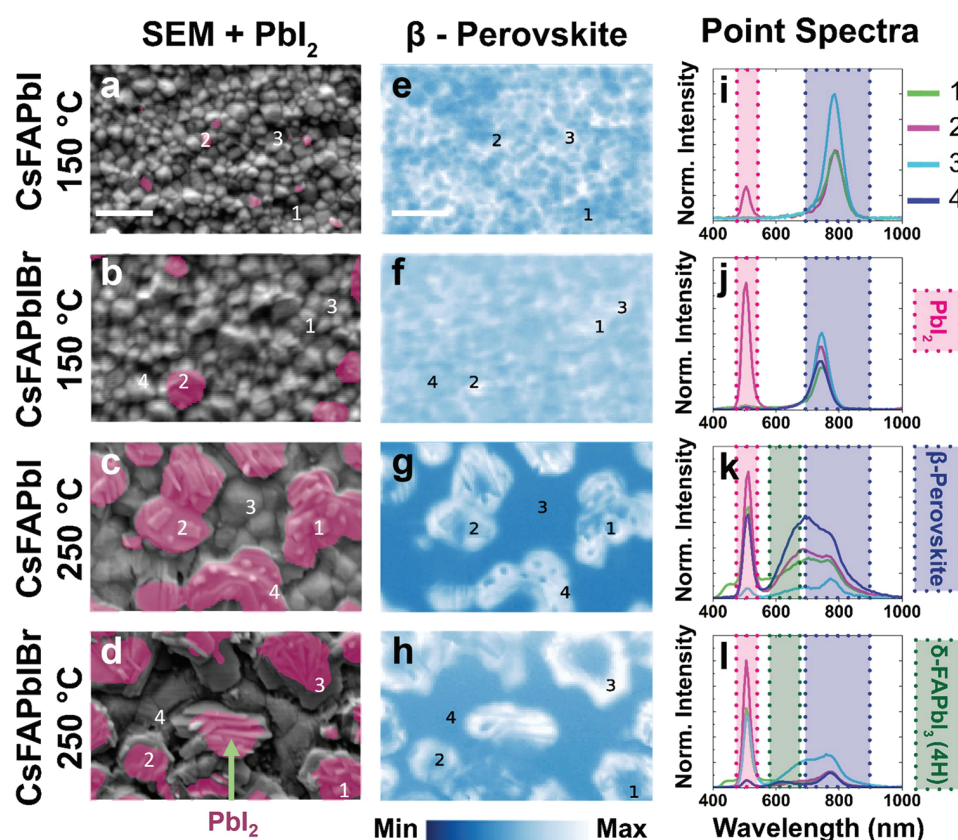 SEM + PbI2
β - Perovskite
Point Spectra
CsFAPbI
150 °C
a
2
3
1
e
2
3
1
i
Norm. Intensity
400 600 800 1000
1
2
3
4
CsFAPbIBr
150 °C
b
3
1
4
2
f
3
1
4
2
j
Norm. Intensity
400 600 800 1000
PbI2
CsFAPbI
250 °C
c
3
2
1
4
g
3
2
1
4
k
Norm. Intensity
400 600 800 1000
β-Perovskite
CsFAPbIBr
250 °C
d
3
4
2
1
PbI2
h
3
4
2
1
Min Max
l
Norm. Intensity
400 600 800 1000
Wavelength (nm)
δ-FAPbI3 (4H)